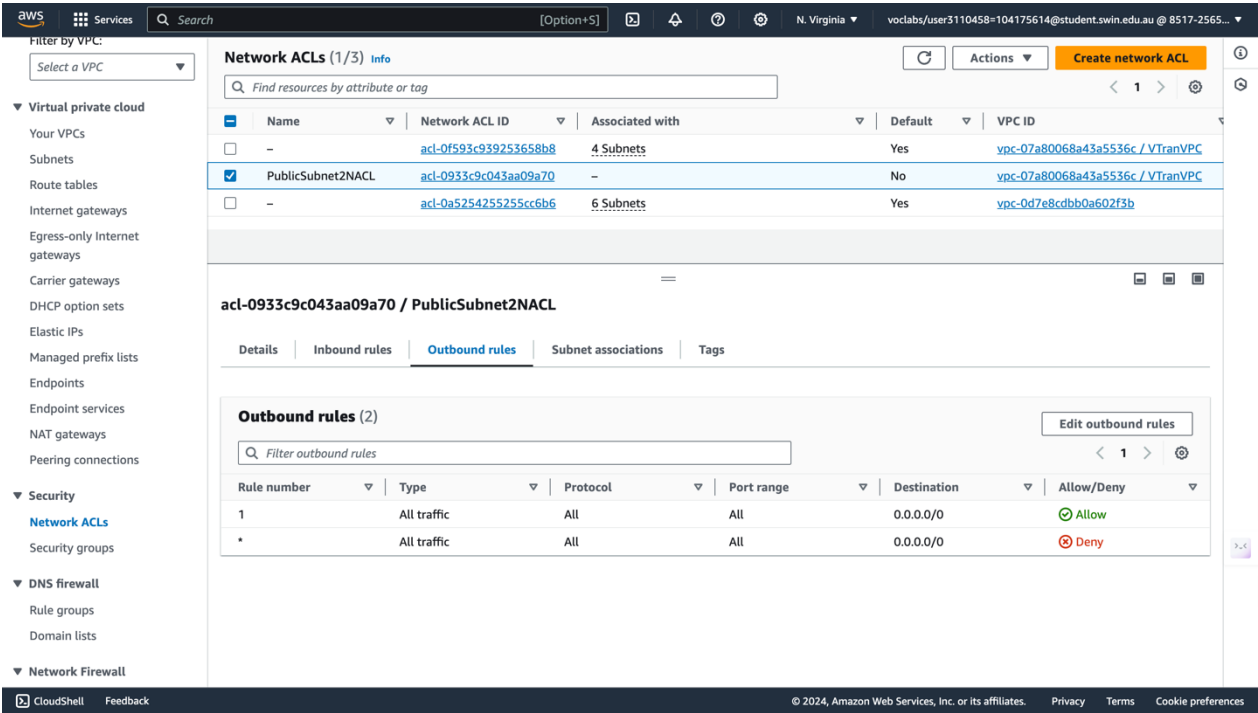 aws
Services
Search
[Option+S]
N. Virginia ▼
voclabs/user3110458=104175614@student.swin.edu.au @ 8517-2565... ▼
Filter by VPC:
Select a VPC
Virtual private cloud
Your VPCs
Subnets
Route tables
Internet gateways
Egress-only Internet
gateways
Carrier gateways
DHCP option sets
Elastic IPs
Managed prefix lists
Endpoints
Endpoint services
NAT gateways
Peering connections
Security
Network ACLs
Security groups
DNS firewall
Rule groups
Domain lists
Network Firewall
Network ACLs (1/3) Info
Actions ▼
Create network ACL
Find resources by attribute or tag
1
Name Network ACL ID Associated with Default VPC ID
– acl-0f593c939253658b8 4 Subnets Yes vpc-07a80068a43a5536c / VTranVPC
PublicSubnet2NACL acl-0933c9c043aa09a70 – No vpc-07a80068a43a5536c / VTranVPC
– acl-0a5254255255cc6b6 6 Subnets Yes vpc-0d7e8cdbb0a602f3b
acl-0933c9c043aa09a70 / PublicSubnet2NACL
Details Inbound rules Outbound rules Subnet associations Tags
Outbound rules (2)
Edit outbound rules
Filter outbound rules
1
Rule number Type Protocol Port range Destination Allow/Deny
1 All traffic All All 0.0.0.0/0 Allow
* All traffic All All 0.0.0.0/0 Deny
CloudShell Feedback
© 2024, Amazon Web Services, Inc. or its affiliates. Privacy Terms Cookie preferences